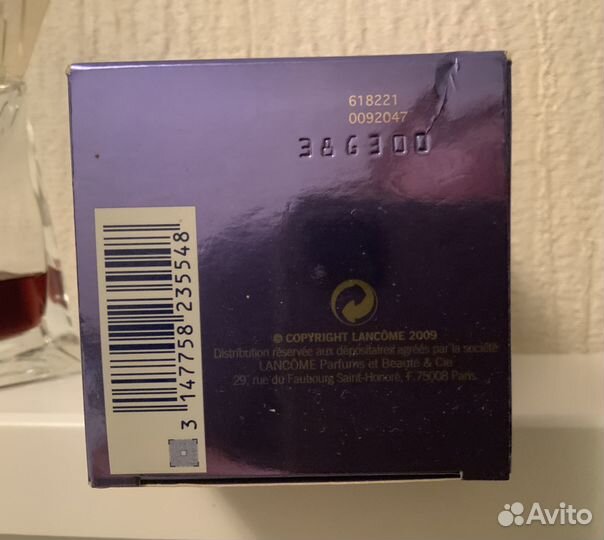 618221
0092047
38G300
3 147758 235548
© COPYRIGHT LANCÔME 2009
Distribution réservée aux dépositaires agréés par la société
LANCÔME Parfums et Beauté & Cie
29, rue du Faubourg Saint-Honoré, F. 75008 Paris.
Avito